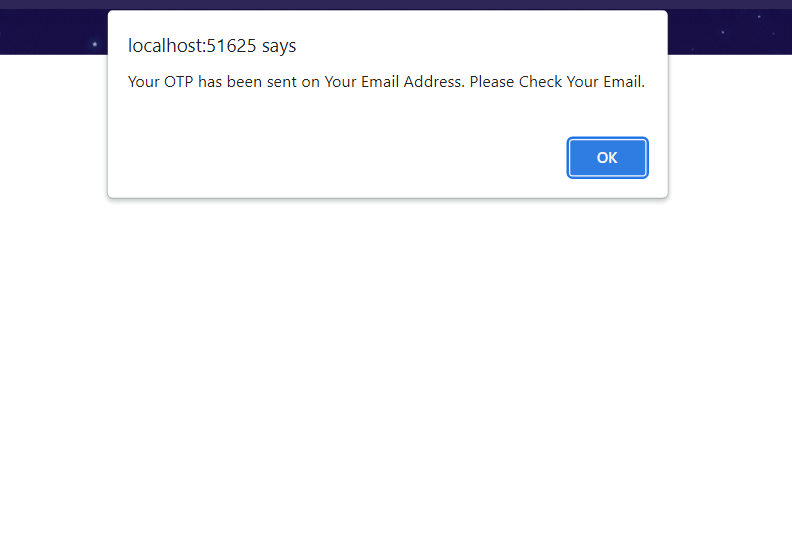 localhost:51625 says
Your OTP has been sent on Your Email Address. Please Check Your Email.
OK